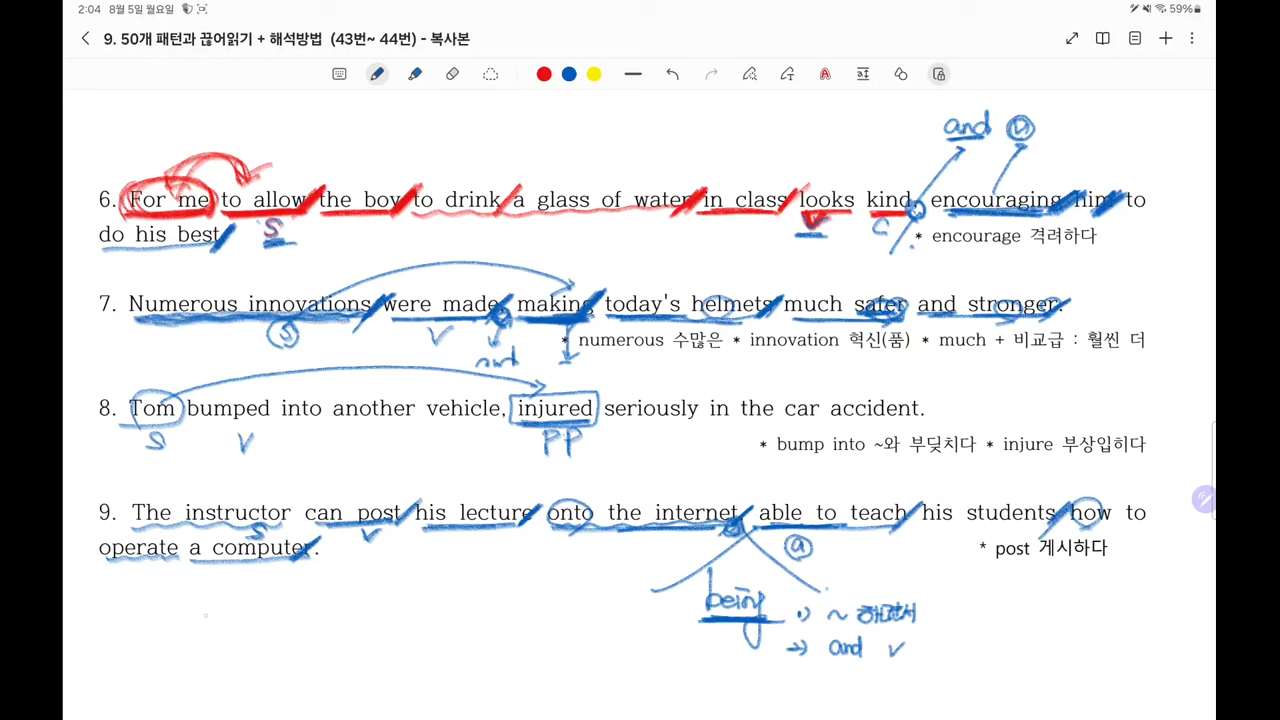 2:04 8월 5일 월요일 59%
9. 50개 패턴과 끊어읽기 + 해석방법 (43번~ 44번) - 복사본
and ⓥ
6. For me to allow the boy to drink a glass of water in class looks kind, encouraging him to
S V C
do his best. * encourage 격려하다
7. Numerous innovations were made, making today's helmets much safer and stronger.
S V
* numerous 수많은 * innovation 혁신(품) * much + 비교급 : 훨씬 더
and
8. Tom bumped into another vehicle, injured seriously in the car accident.
S V PP
* bump into ~와 부딪치다 * injure 부상입히다
9. The instructor can post his lecture onto the internet, able to teach his students how to
S V ⓐ
operate a computer. * post 게시하다
being 1) ~ 해면서
2) and V